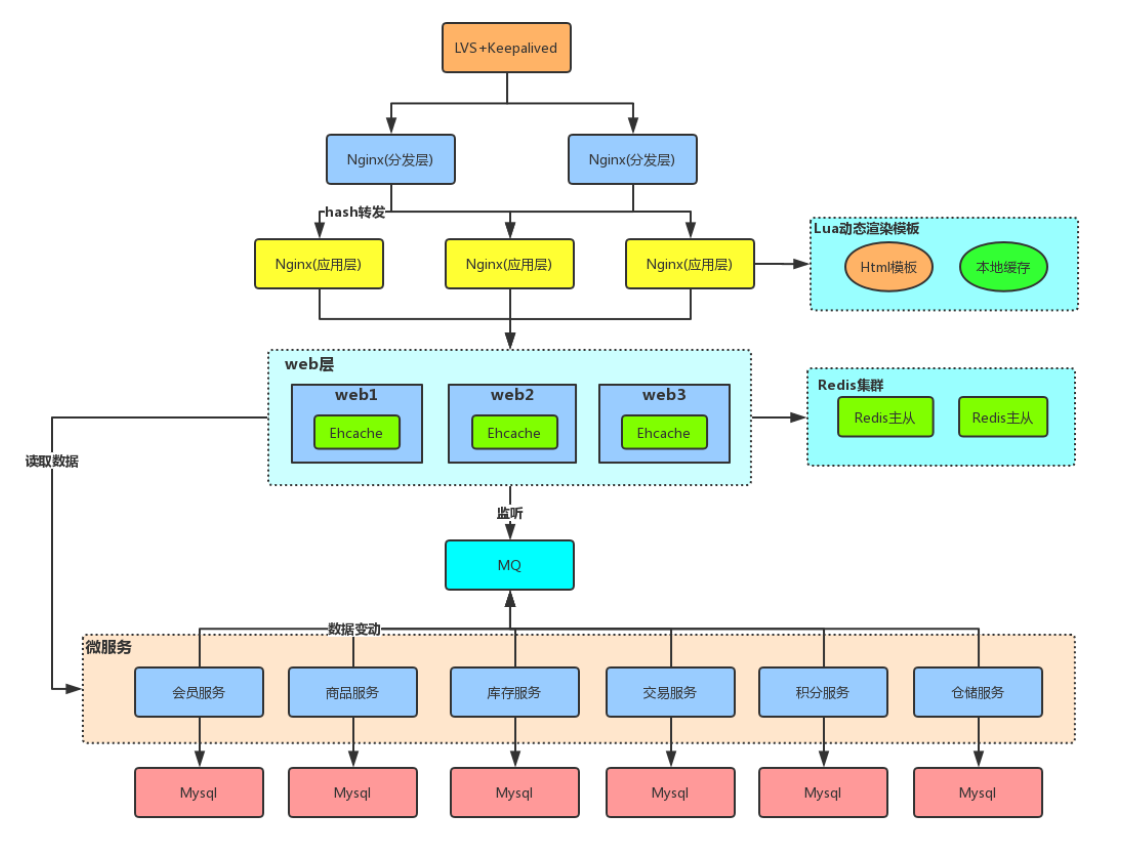 LVS+Keepalived
Nginx(分发层)
Nginx(分发层)
hash转发
Nginx(应用层)
Nginx(应用层)
Nginx(应用层)
Lua动态渲染模板
Html模板
本地缓存
web层
web1
web2
web3
Ehcache
Ehcache
Ehcache
Redis集群
Redis主从
Redis主从
读取数据
监听
MQ
数据变动
微服务
会员服务
商品服务
库存服务
交易服务
积分服务
仓储服务
Mysql
Mysql
Mysql
Mysql
Mysql
Mysql